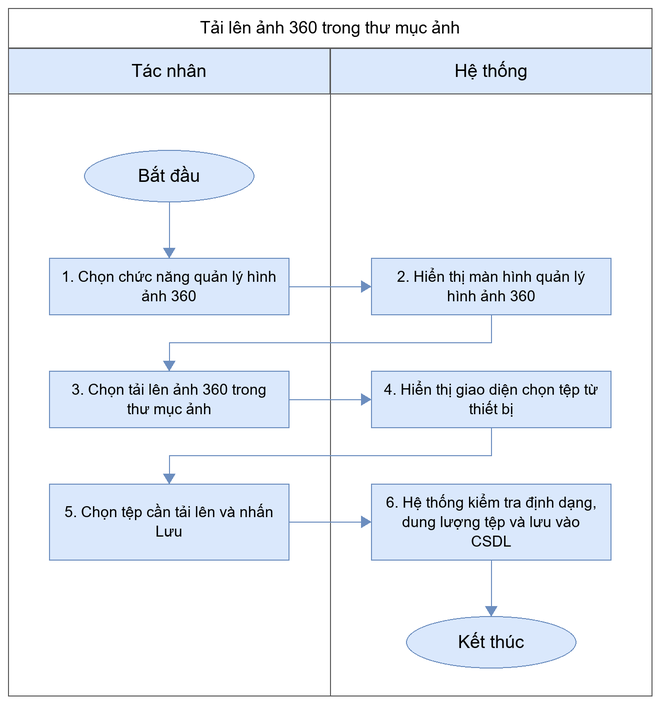 Tải lên ảnh 360 trong thư mục ảnh
Tác nhân
Hệ thống
Bắt đầu
1. Chọn chức năng quản lý hình
ảnh 360
2. Hiển thị màn hình quản lý
hình ảnh 360
3. Chọn tải lên ảnh 360 trong
thư mục ảnh
4. Hiển thị giao diện chọn tệp từ
thiết bị
5. Chọn tệp cần tải lên và nhấn
Lưu
6. Hệ thống kiểm tra định dạng,
dung lượng tệp và lưu vào
CSDL
Kết thúc